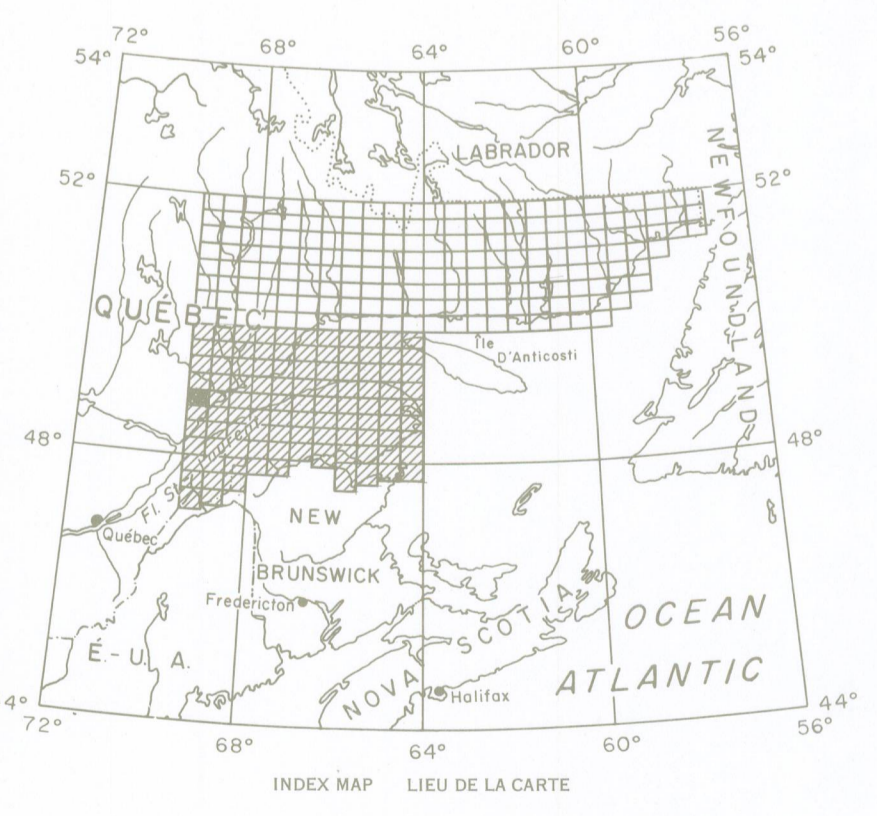 72° 68° 64° 60° 56°
54° 54°
LABRADOR
52° 52°
NEWFOUNDLAND
QUÉBEC
Île
D'Anticosti
48° 48°
Fl. St Laurent
Québec
NEW
BRUNSWICK
Fredericton
OCEAN
SCOTIA
É.-U. A.
ATLANTIC
NOVA
Halifax
4° 44°
72° 56°
68° 64° 60°
INDEX MAP LIEU DE LA CARTE